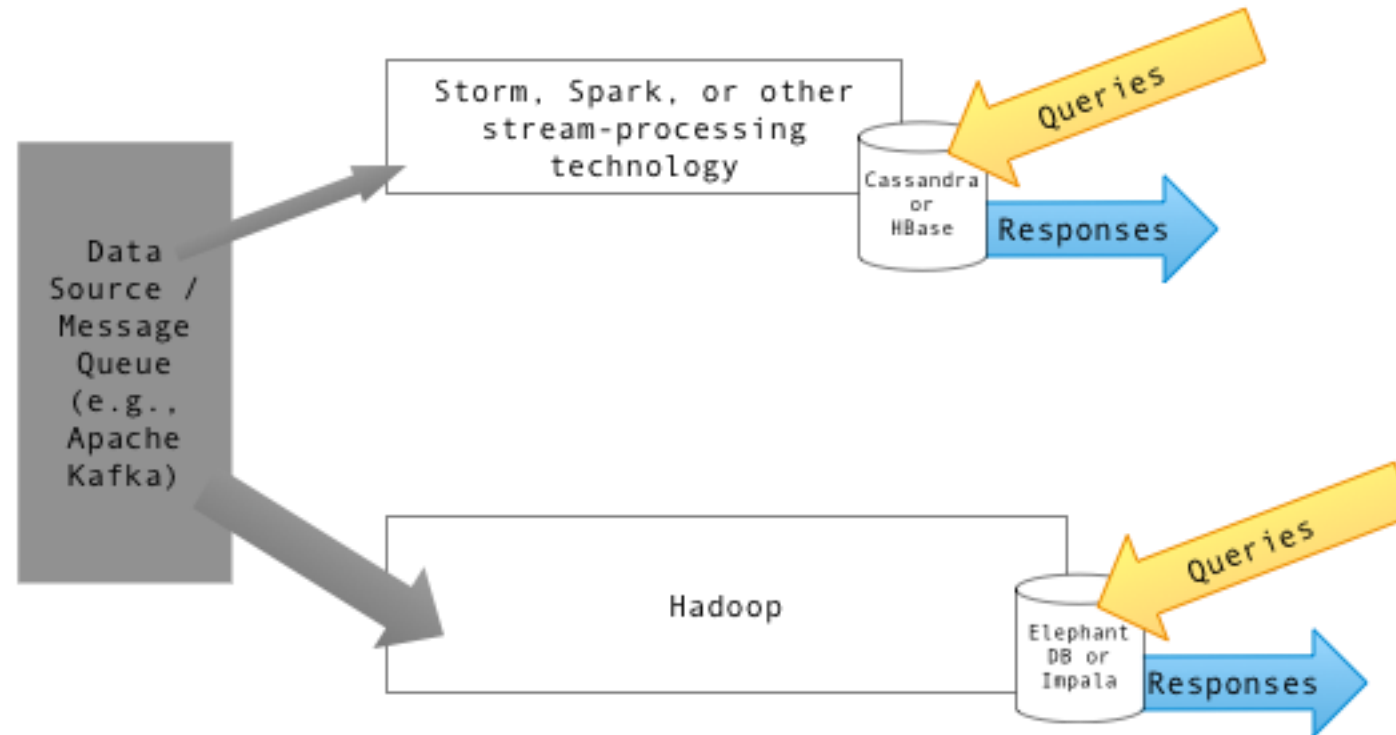 Storm, Spark, or other
stream-processing
technology
Queries
Cassandra
or
HBase
Responses
Data
Source /
Message
Queue
(e.g.,
Apache
Kafka)
Hadoop
Queries
Elephant
DB or
Impala
Responses